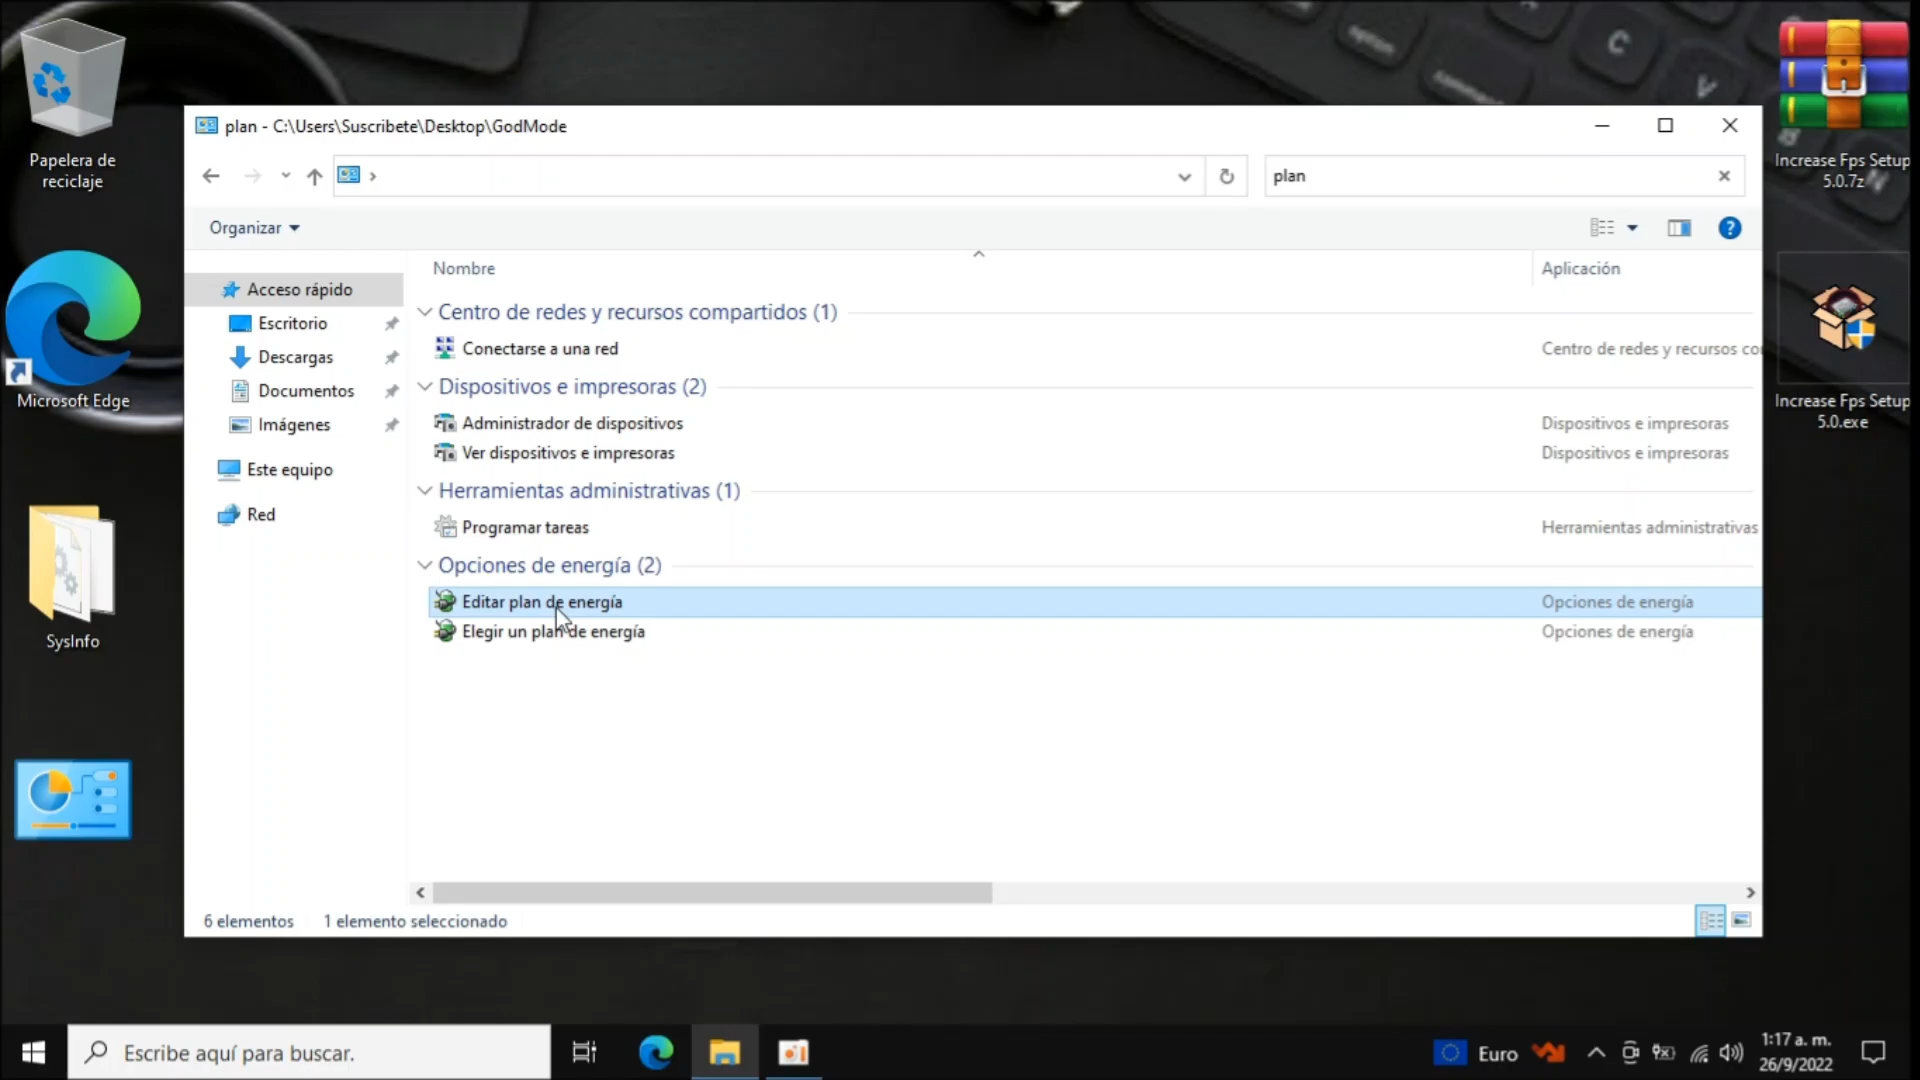 Papelera de
reciclaje
Microsoft Edge
SysInfo
plan - C:\Users\Suscribete\Desktop\GodMode
plan
Organizar
Nombre
Aplicación
Acceso rápido
Escritorio
Descargas
Documentos
Imágenes
Este equipo
Red
Centro de redes y recursos compartidos (1)
Conectarse a una red
Centro de redes y recursos co
Dispositivos e impresoras (2)
Administrador de dispositivos
Dispositivos e impresoras
Ver dispositivos e impresoras
Dispositivos e impresoras
Herramientas administrativas (1)
Programar tareas
Herramientas administrativas
Opciones de energía (2)
Editar plan de energía
Opciones de energía
Elegir un plan de energía
Opciones de energía
6 elementos
1 elemento seleccionado
Increase Fps Setup
5.0.7z
Increase Fps Setup
5.0.exe
option
C
V
Escribe aquí para buscar.
Euro
1:17 a. m.
26/9/2022